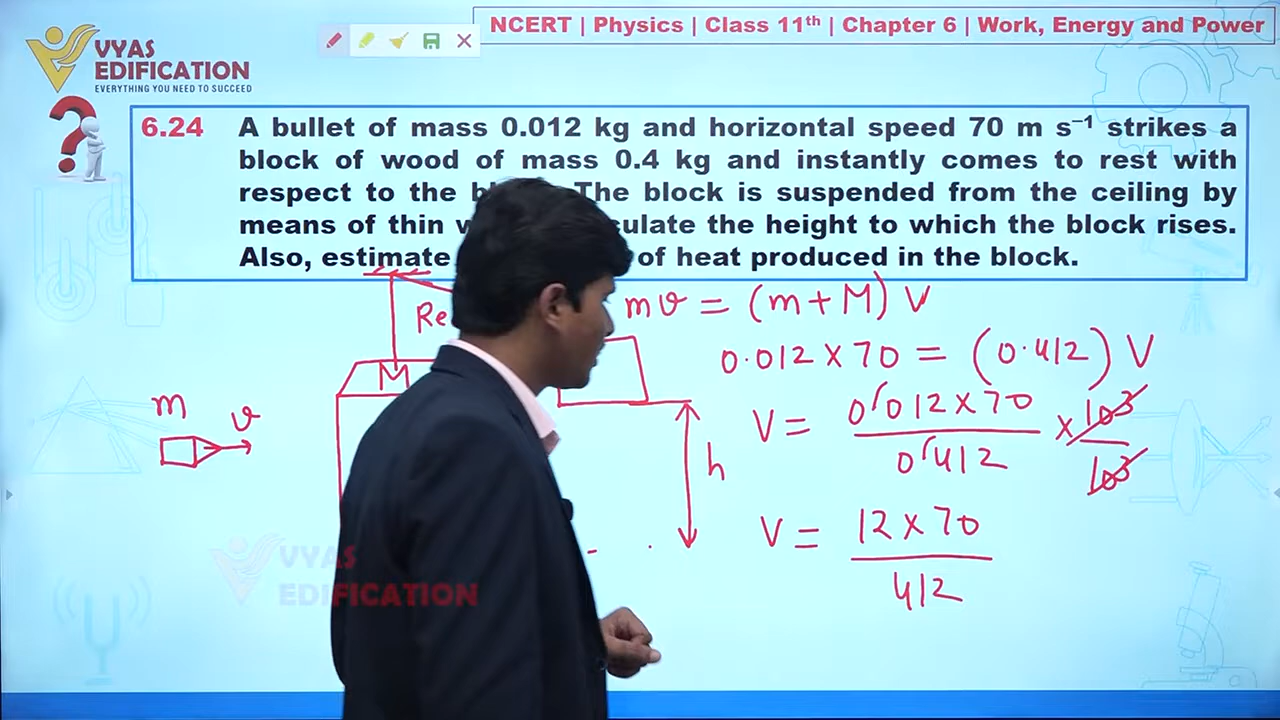 NCERT | Physics | Class 11th | Chapter 6 | Work, Energy and Power
VYAS
EDIFICATION
EVERYTHING YOU NEED TO SUCCEED
6.24 A bullet of mass 0.012 kg and horizontal speed 70 m s⁻¹ strikes a
block of wood of mass 0.4 kg and instantly comes to rest with
respect to the The block is suspended from the ceiling by
means of thin the height to which the block rises.
Also, estimate of heat produced in the block.
mv = (m+M) V
0.012 × 70 = (0.412) V
M
m
v
V = 0.012×70 / 0.412 × 10³ / 10³
h
V = 12×70 / 412
VYAS
EDIFICATION